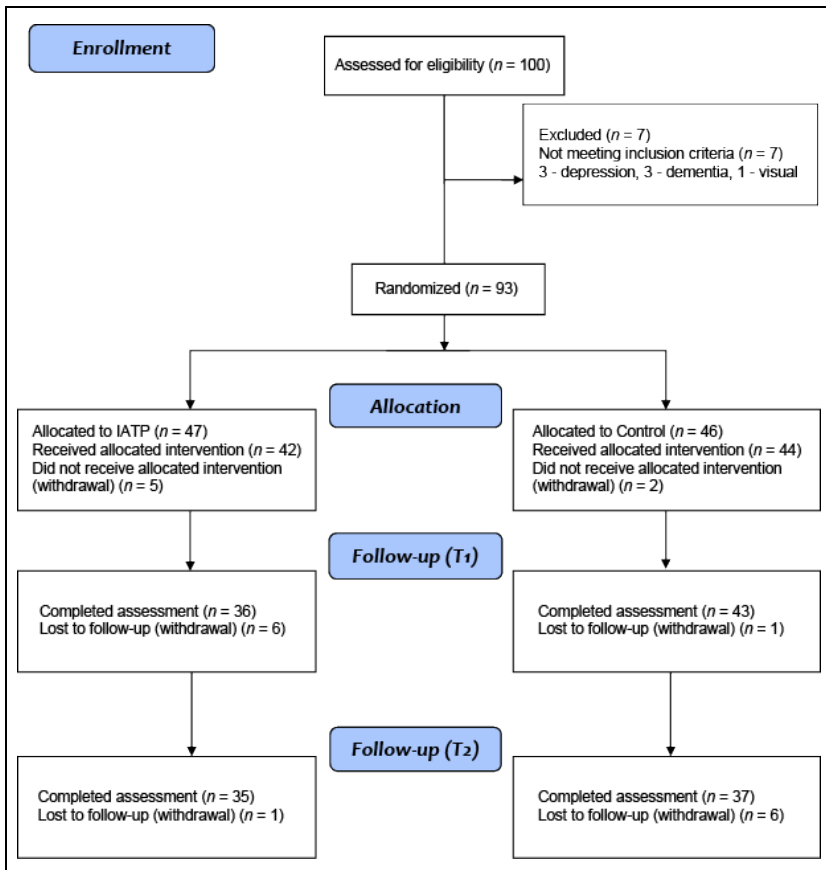 Enrollment
Assessed for eligibility (n = 100)
Excluded (n = 7)
Not meeting inclusion criteria (n = 7)
3 - depression, 3 - dementia, 1 - visual
Randomized (n = 93)
Allocation
Allocated to IATP (n = 47)
Received allocated intervention (n = 42)
Did not receive allocated intervention
(withdrawal) (n = 5)
Allocated to Control (n = 46)
Received allocated intervention (n = 44)
Did not receive allocated intervention
(withdrawal) (n = 2)
Follow-up (T1)
Completed assessment (n = 36)
Lost to follow-up (withdrawal) (n = 6)
Completed assessment (n = 43)
Lost to follow-up (withdrawal) (n = 1)
Follow-up (T2)
Completed assessment (n = 35)
Lost to follow-up (withdrawal) (n = 1)
Completed assessment (n = 37)
Lost to follow-up (withdrawal) (n = 6)